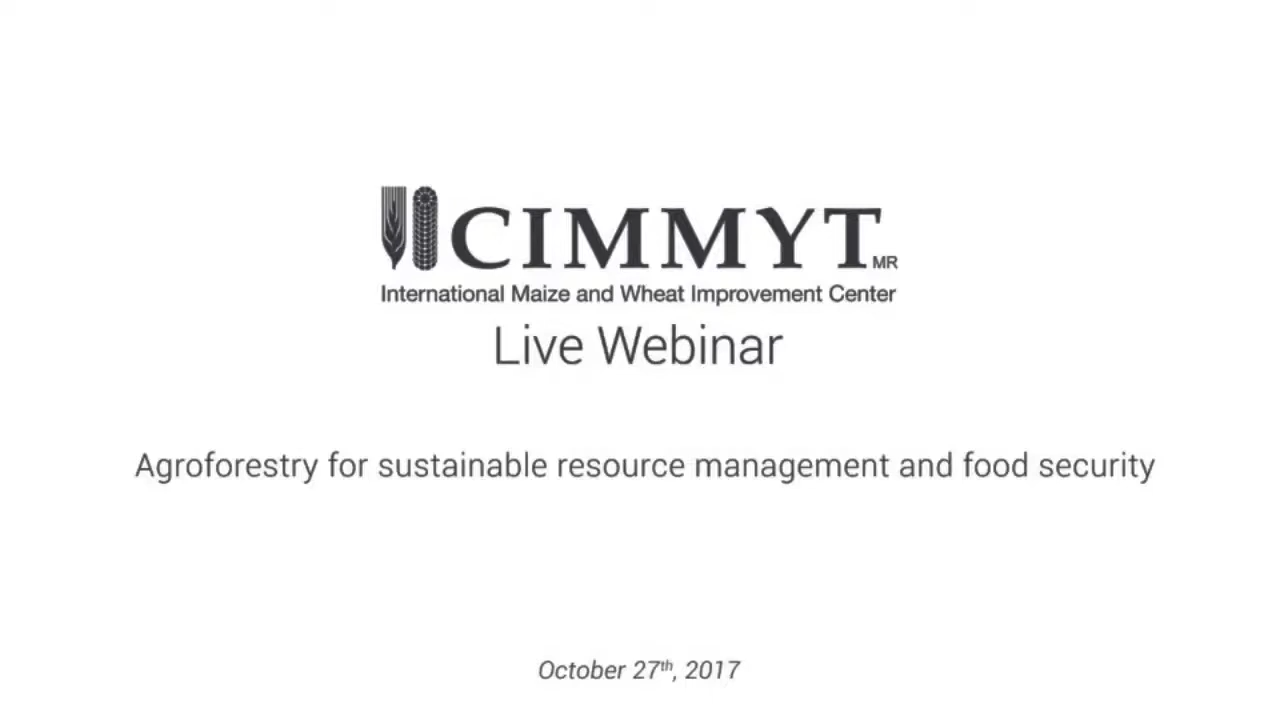 CIMMYT MR
International Maize and Wheat Improvement Center
Live Webinar
Agroforestry for sustainable resource management and food security
October 27th, 2017